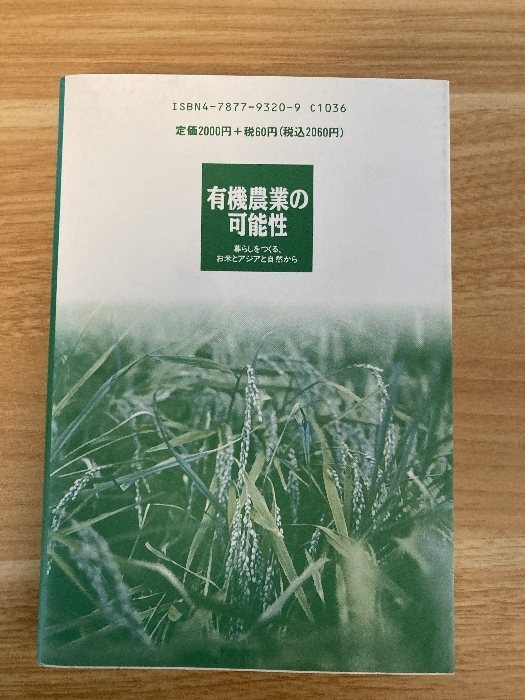 ISBN4-7877-9320-9 C1036
定価2000円+税60円(税込2060円)
有機農業の
可能性
暮らしをつくる、
お米とアジアと自然から